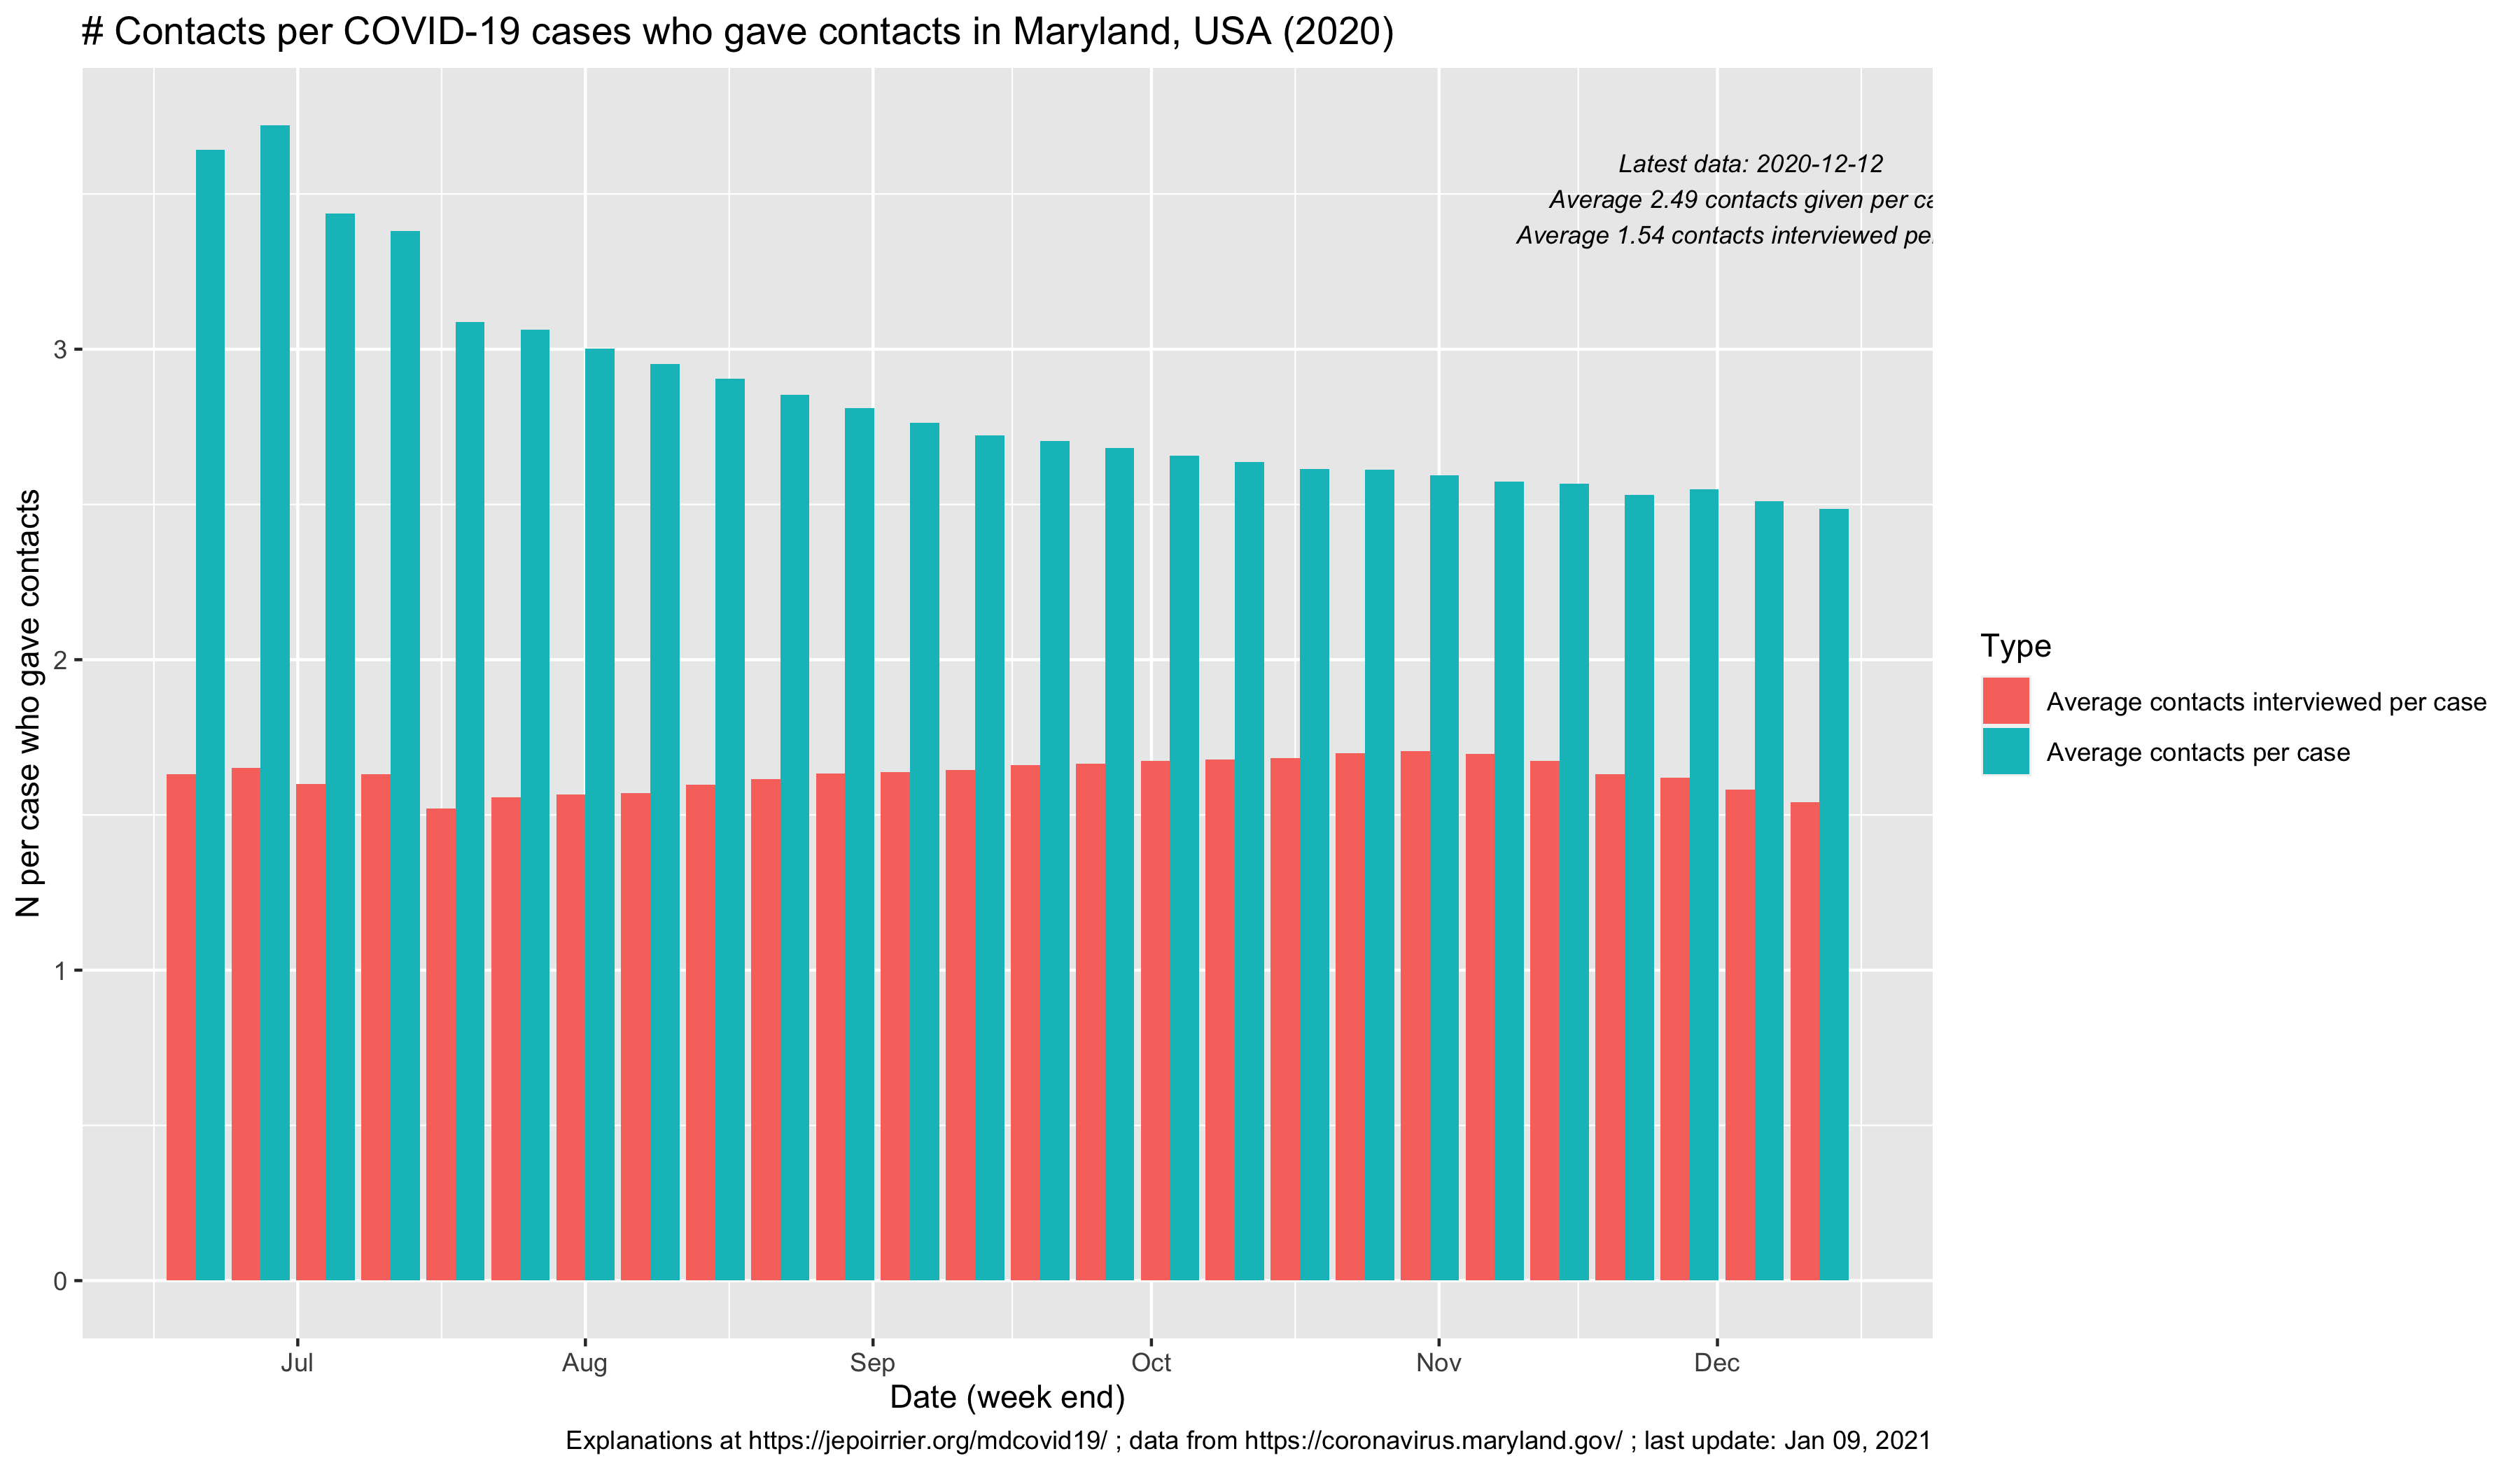 # Contacts per COVID-19 cases who gave contacts in Maryland, USA (2020)
Latest data: 2020-12-12
Average 2.49 contacts given per
Average 1.54 contacts interviewed
N per case who gave contacts
3
2
1
0
Jul Aug Sep Oct Nov Dec
Date (week end)
Type
Average contacts interviewed per case
Average contacts per case
Explanations at https://jepoirrier.org/mdcovid19/ ; data from https://coronavirus.maryland.gov/ ; last update: Jan 09, 2021